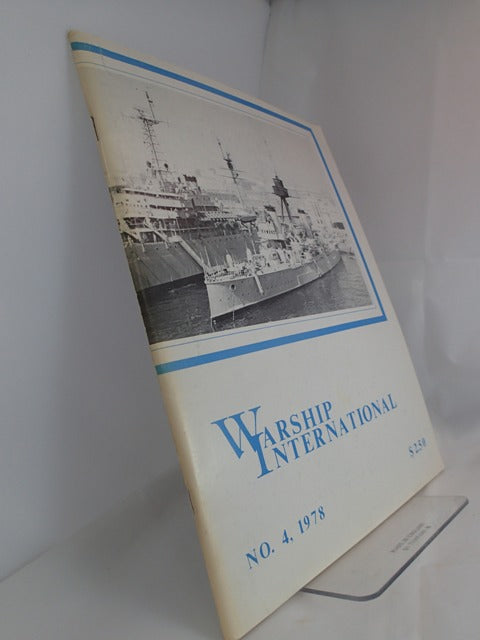 WARSHIP
INTERNATIONAL
$2.50
NO. 4, 1978